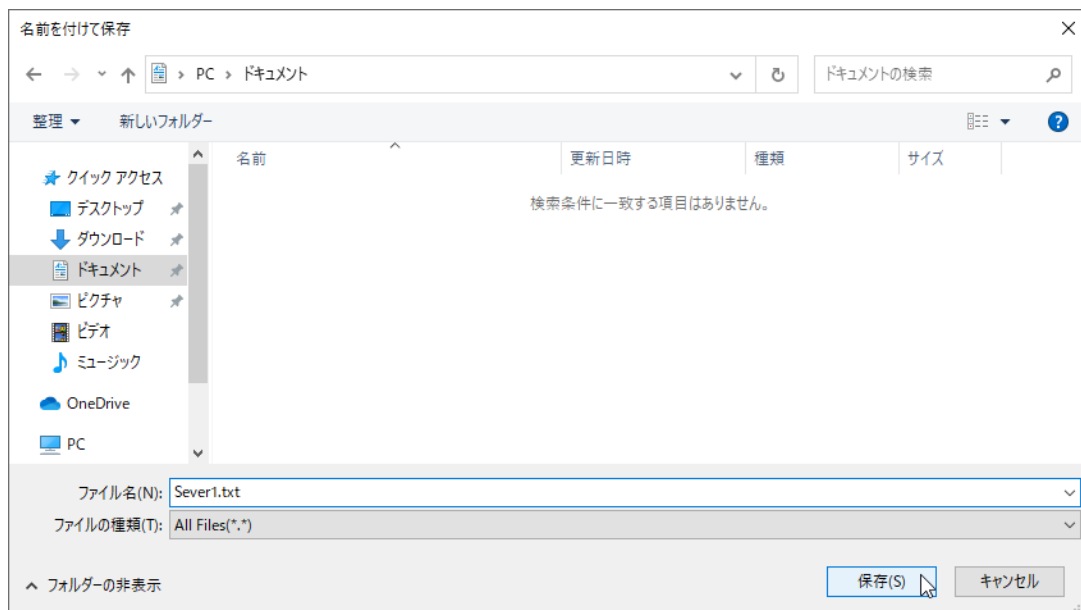 名前を付けて保存
PC › ドキュメント
ドキュメントの検索
整理 新しいフォルダー
名前 更新日時 種類 サイズ
検索条件に一致する項目はありません。
クイック アクセス
デスクトップ
ダウンロード
ドキュメント
ピクチャ
ビデオ
ミュージック
OneDrive
PC
ファイル名(N): Sever1.txt
ファイルの種類(T): All Files(*.*)
フォルダーの非表示
保存(S) キャンセル